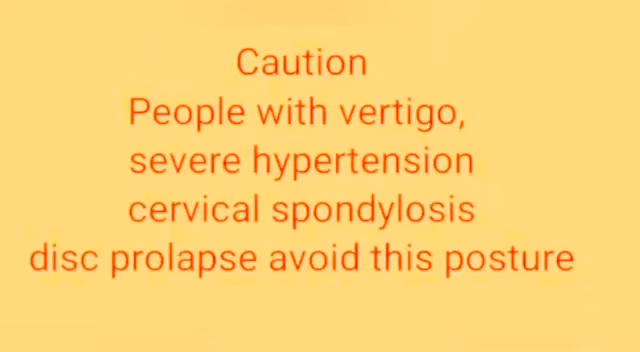 Caution
People with vertigo,
severe hypertension
cervical spondylosis
disc prolapse avoid this posture